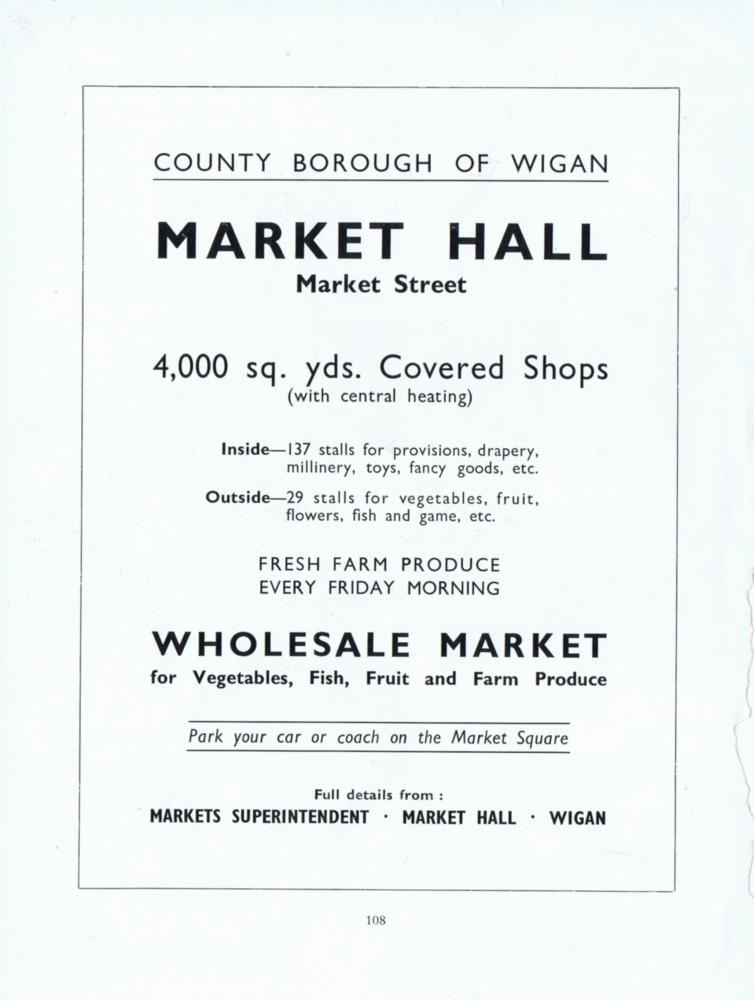 COUNTY BOROUGH OF WIGAN
MARKET HALL
Market Street
4,000 sq. yds. Covered Shops
(with central heating)
Inside—137 stalls for provisions, drapery,
millinery, toys, fancy goods, etc.
Outside—29 stalls for vegetables, fruit,
flowers, fish and game, etc.
FRESH FARM PRODUCE
EVERY FRIDAY MORNING
WHOLESALE MARKET
for Vegetables, Fish, Fruit and Farm Produce
Park your car or coach on the Market Square
Full details from :
MARKETS SUPERINTENDENT · MARKET HALL · WIGAN
108